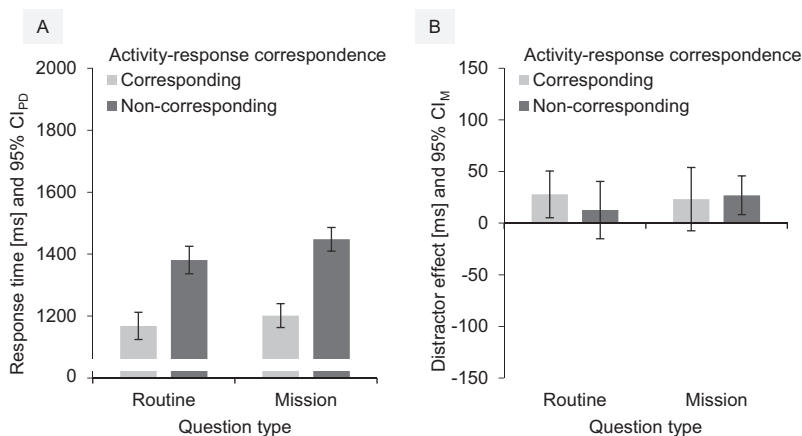 A
Activity-response correspondence
Corresponding
Non-corresponding
Response time [ms] and 95% CI_PD
2000
1800
1600
1400
1200
0
Routine
Mission
Question type
B
Activity-response correspondence
Corresponding
Non-corresponding
Distractor effect [ms] and 95% CI_M
150
100
50
0
-50
-100
-150
Routine
Mission
Question type